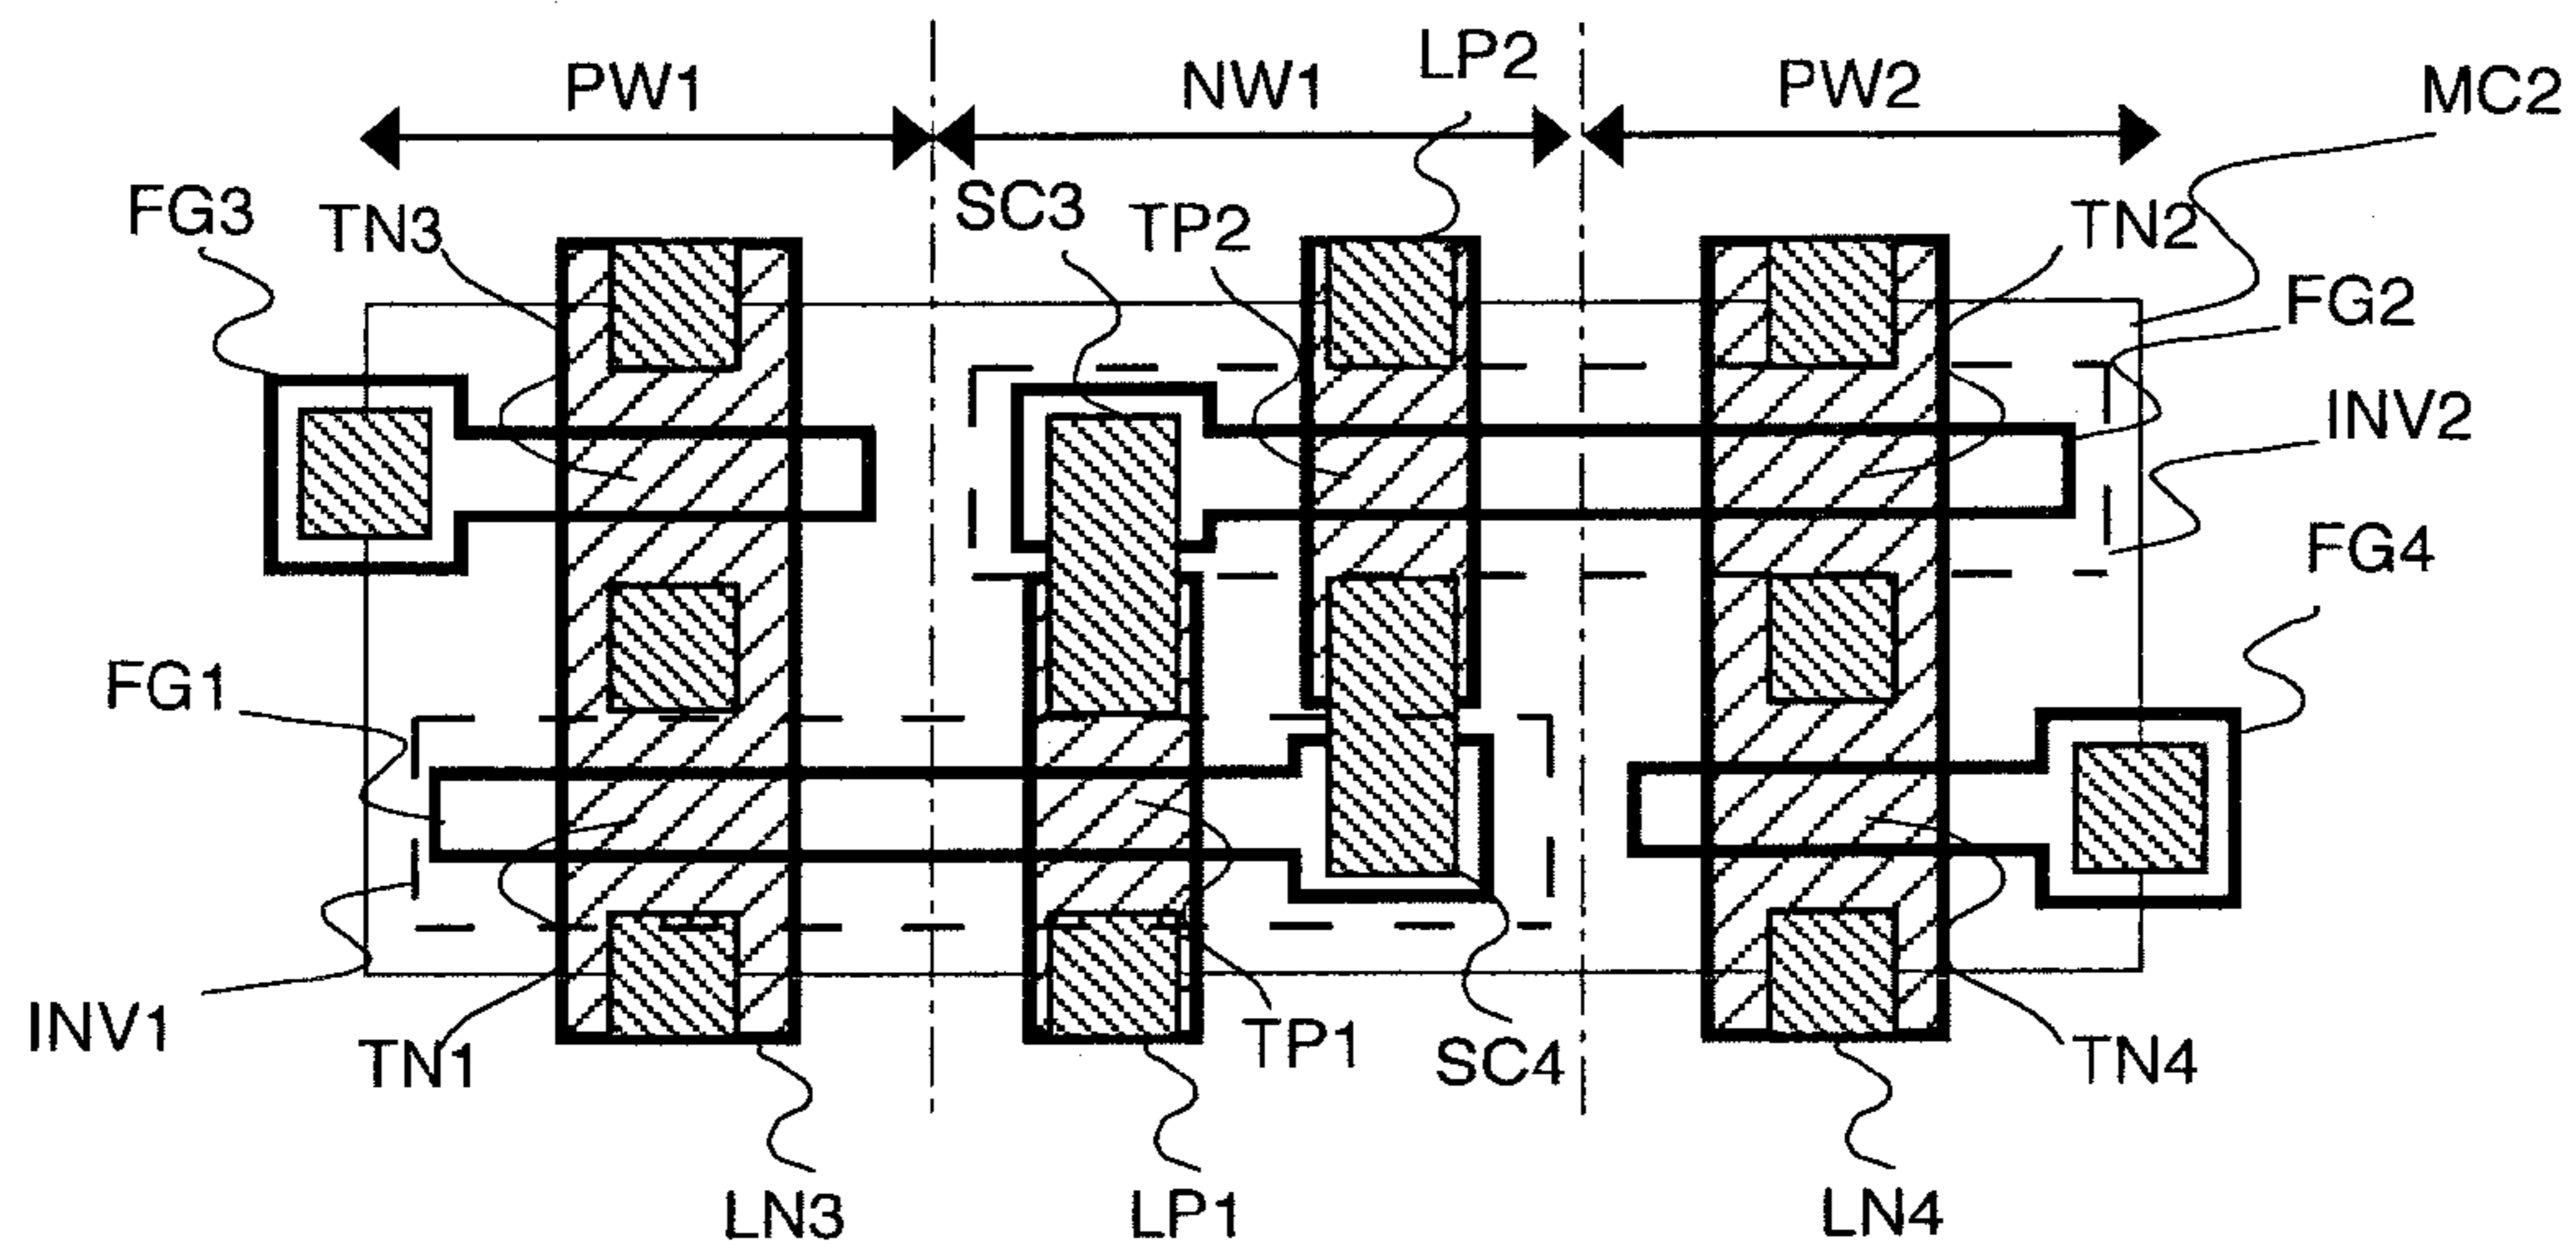 LP2
PW1
NW1
PW2
MC2
FG3
TN3
SC3
TP2
TN2
FG2
INV2
FG4
FG1
INV1
TN1
TP1
SC4
TN4
LN3
LP1
LN4